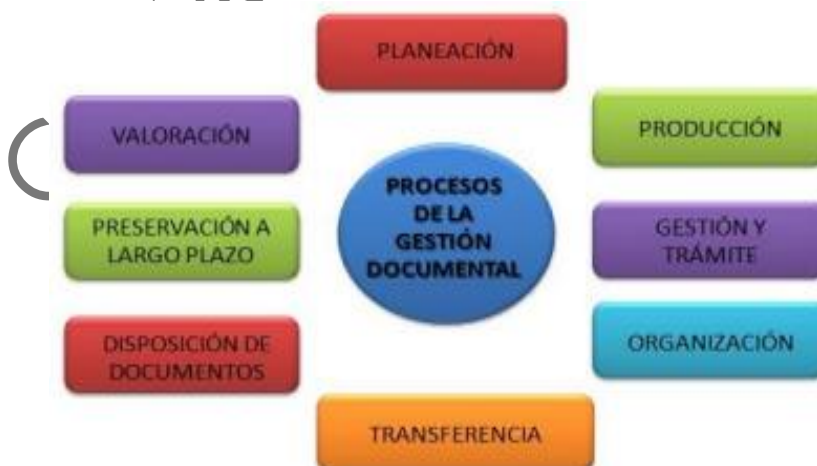 PLANEACIÓN
PRODUCCIÓN
GESTIÓN Y
TRÁMITE
ORGANIZACIÓN
TRANSFERENCIA
DISPOSICIÓN DE
DOCUMENTOS
PRESERVACIÓN A
LARGO PLAZO
VALORACIÓN
PROCESOS
DE LA
GESTIÓN
DOCUMENTAL